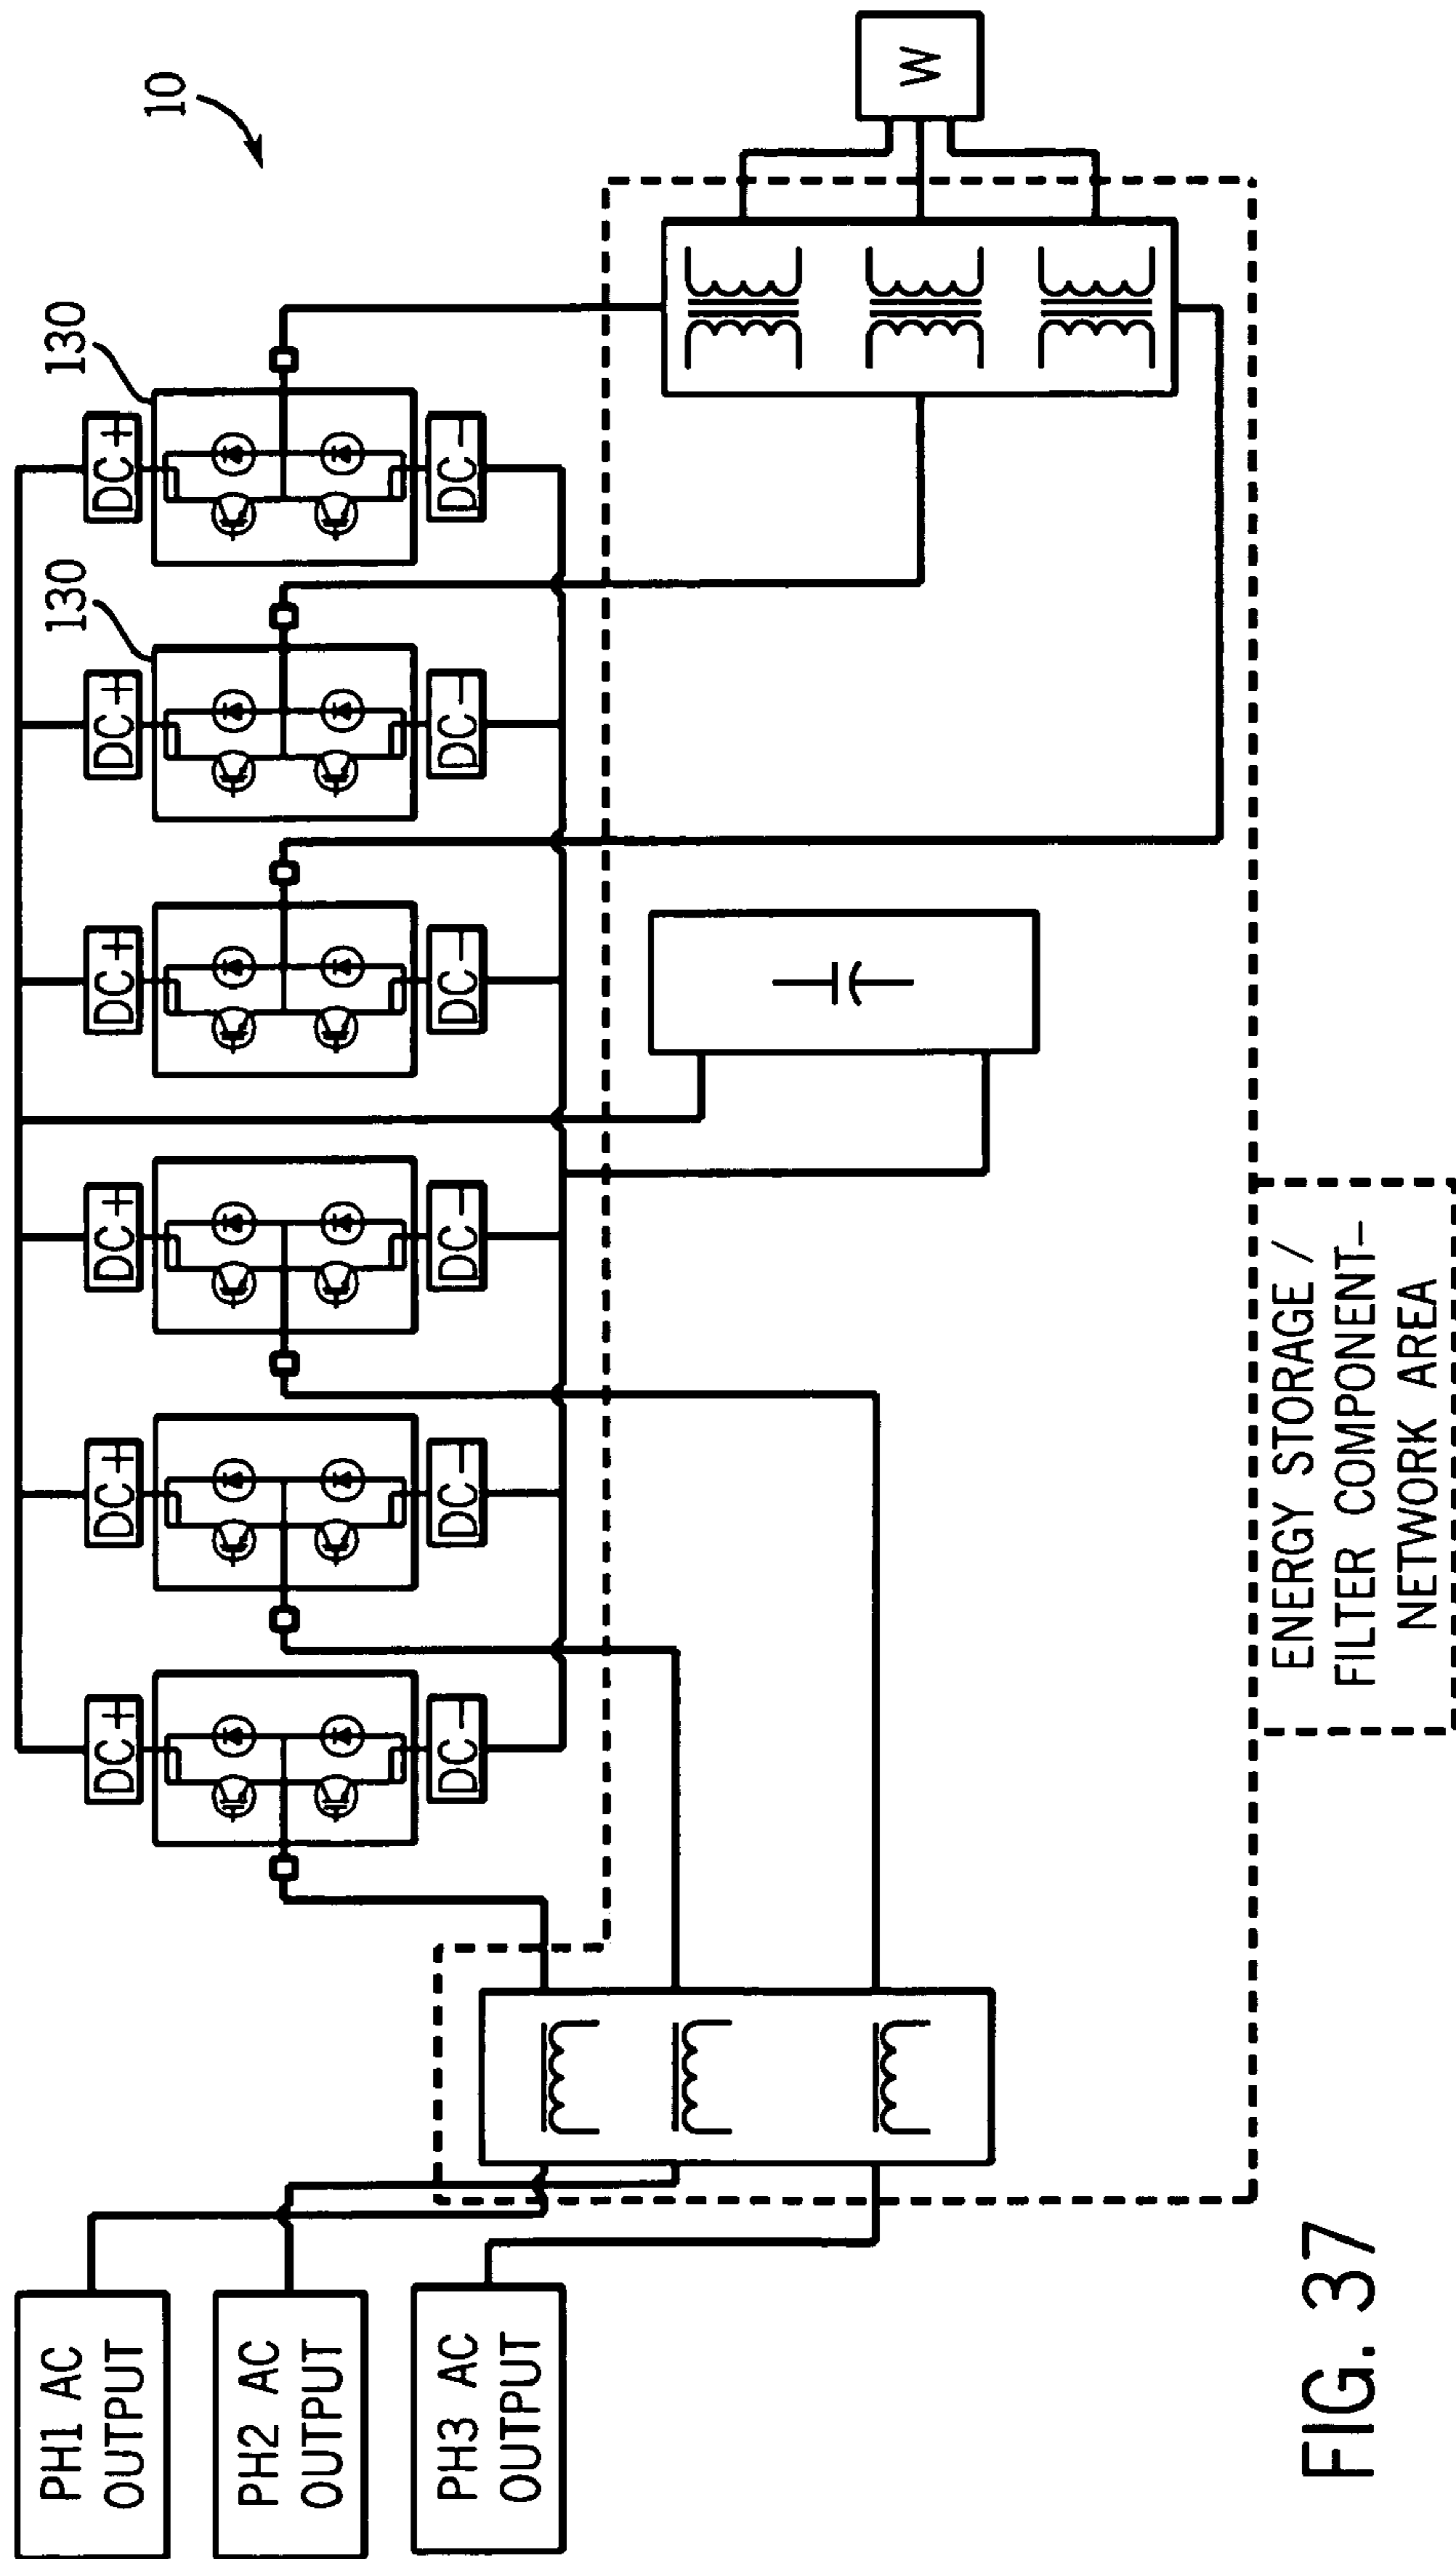 10
130
130
DC+
DC+
DC+
DC+
DC+
DC+
DC−
DC−
DC−
DC−
DC−
DC−
PH1 AC
OUTPUT
PH2 AC
OUTPUT
PH3 AC
OUTPUT
W
ENERGY STORAGE /
FILTER COMPONENT–
NETWORK AREA
FIG. 37